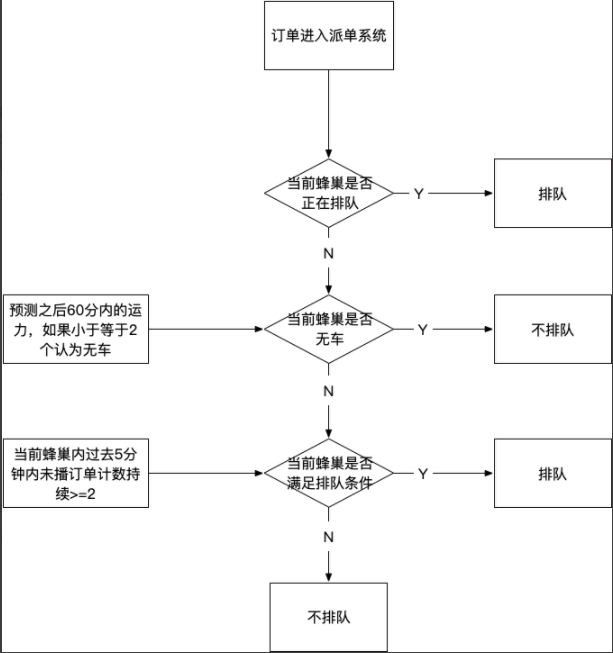 订单进入派单系统
当前蜂巢是否
正在排队
Y
排队
N
预测之后60分内的运
力，如果小于等于2
个认为无车
当前蜂巢是否
无车
Y
不排队
N
当前蜂巢内过去5分
钟内未播订单计数持
续>=2
当前蜂巢是否
满足排队条件
Y
排队
N
不排队